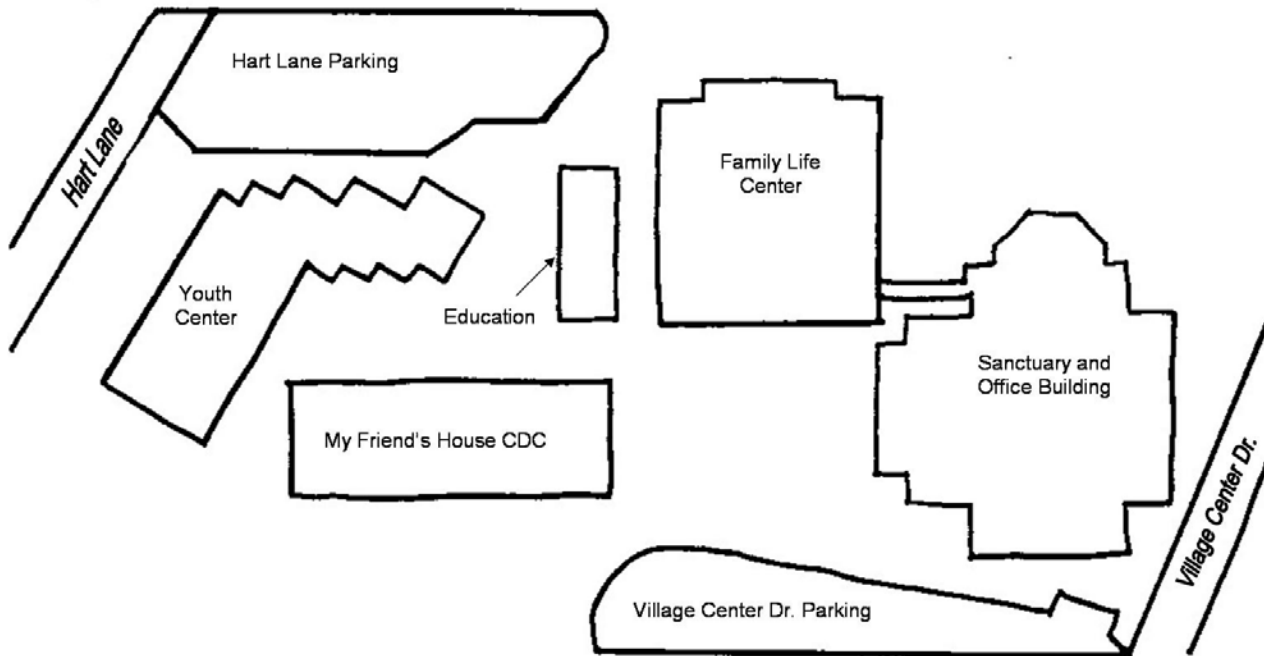 Hart Lane Parking
Hart Lane
Family Life
Center
Youth
Center
Education
Sanctuary and
Office Building
My Friend's House CDC
Village Center Dr.
Village Center Dr. Parking